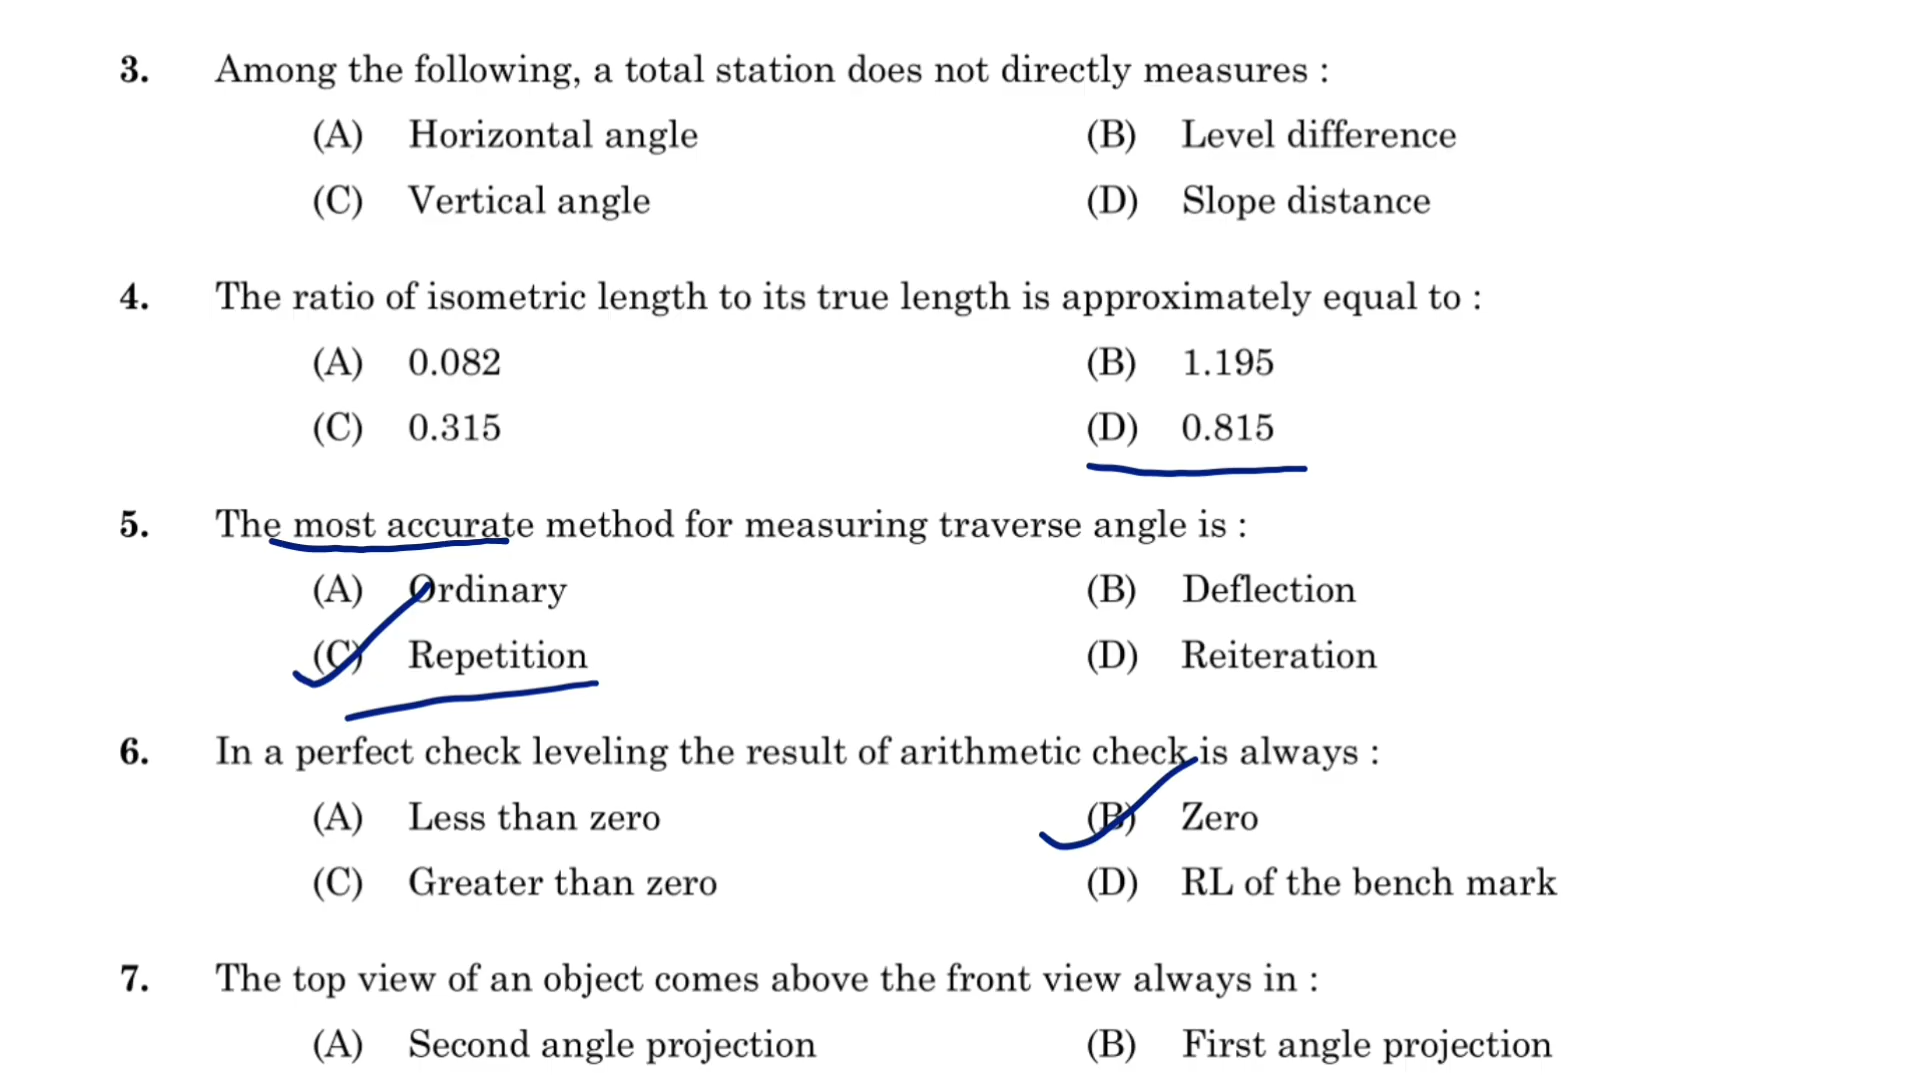 3. Among the following, a total station does not directly measures :
(A) Horizontal angle (B) Level difference
(C) Vertical angle (D) Slope distance
4. The ratio of isometric length to its true length is approximately equal to :
(A) 0.082 (B) 1.195
(C) 0.315 (D) 0.815
5. The most accurate method for measuring traverse angle is :
(A) Ordinary (B) Deflection
(C) Repetition (D) Reiteration
6. In a perfect check leveling the result of arithmetic check is always :
(A) Less than zero (B) Zero
(C) Greater than zero (D) RL of the bench mark
7. The top view of an object comes above the front view always in :
(A) Second angle projection (B) First angle projection